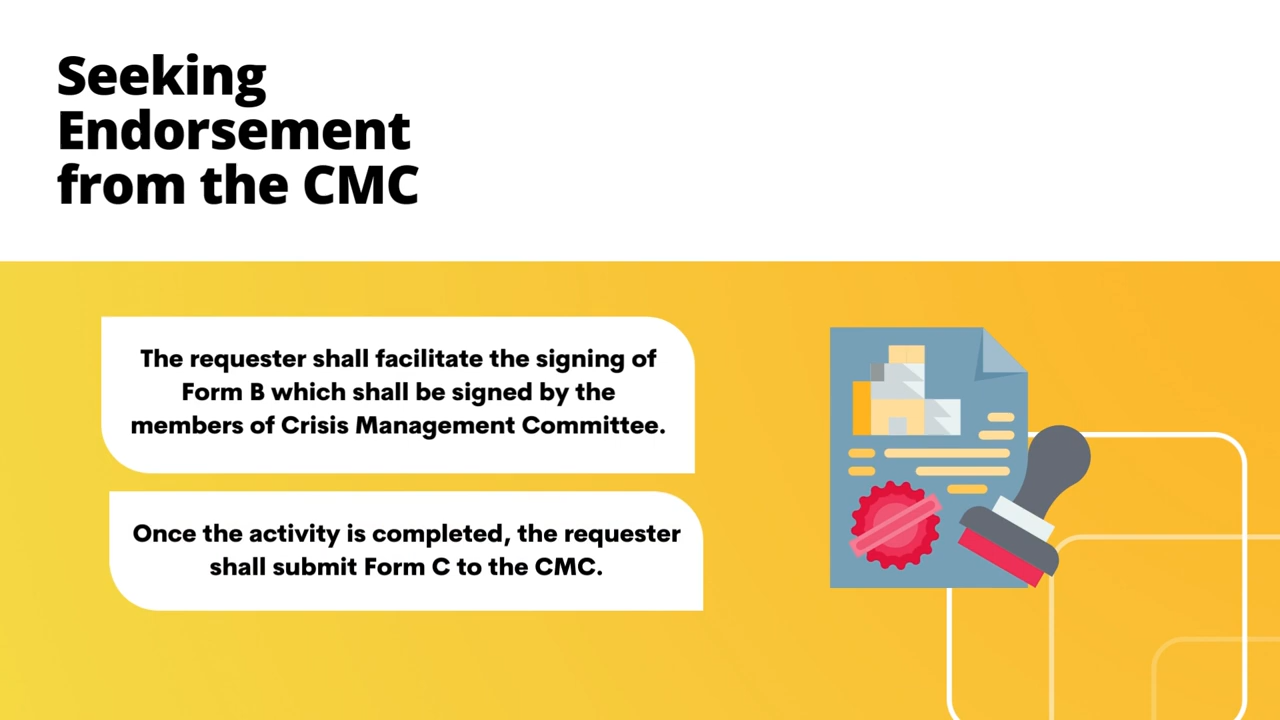 Seeking
Endorsement
from the CMC
The requester shall facilitate the signing of
Form B which shall be signed by the
members of Crisis Management Committee.
Once the activity is completed, the requester
shall submit Form C to the CMC.